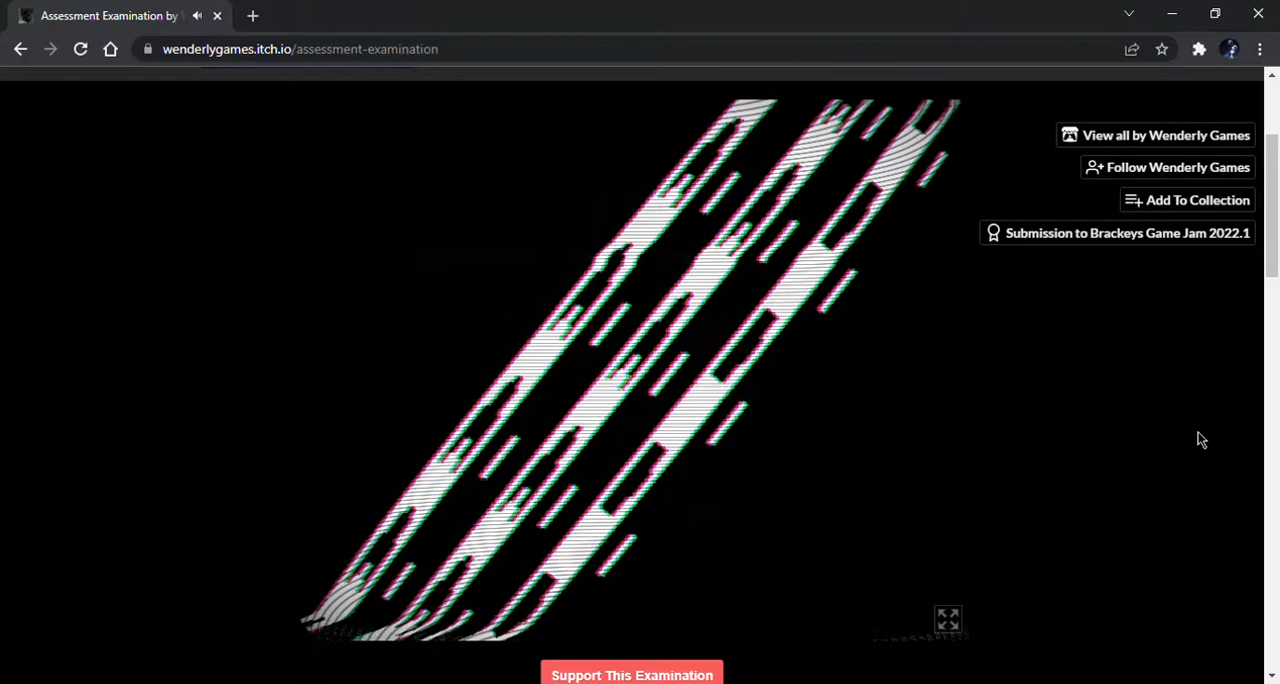 Assessment Examination by
wenderlygames.itch.io/assessment-examination
View all by Wenderly Games
Follow Wenderly Games
Add To Collection
Submission to Brackeys Game Jam 2022.1
Support This Examination